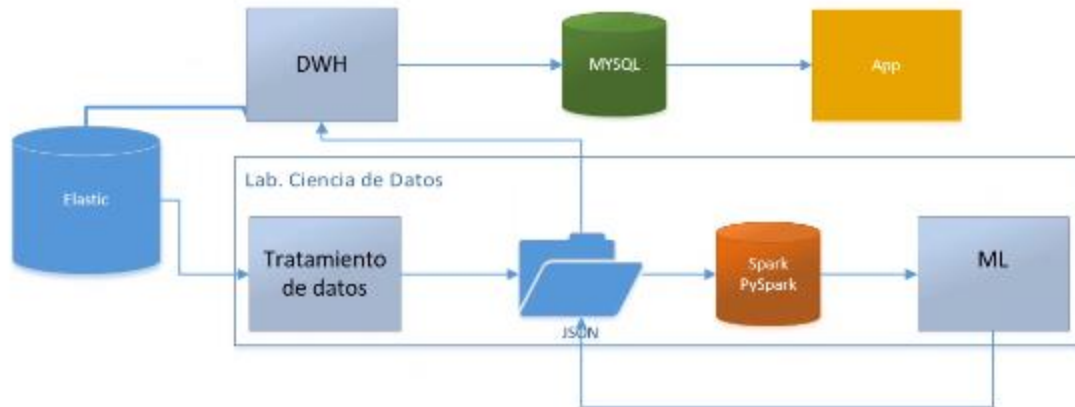 DWH
MYSQL
App
Elastic
Lab. Ciencia de Datos
Tratamiento
de datos
JSON
Spark
PySpark
ML